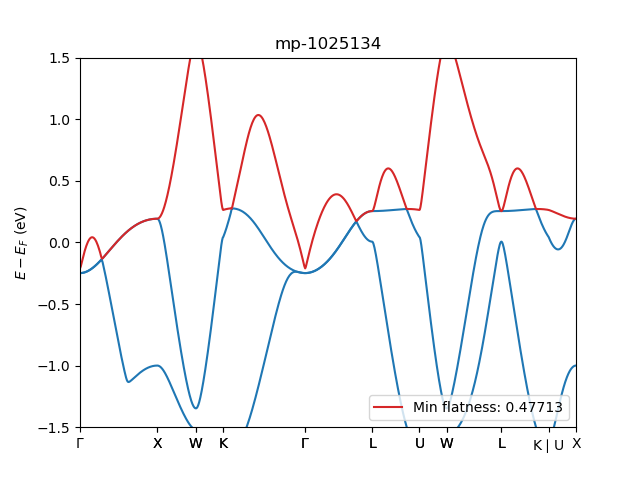 mp-1025134
E − E_F (eV)
1.5
1.0
0.5
0.0
−0.5
−1.0
−1.5
Min flatness: 0.47713
Γ X W K Γ L U W L K | U X